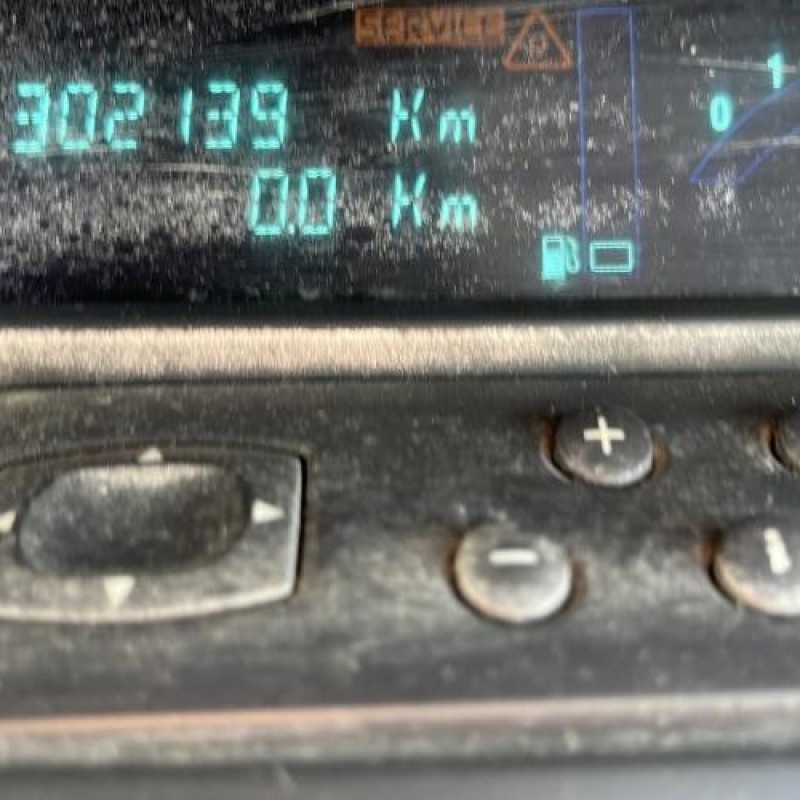 SERVICE P
302139 Km
0.0 Km
0 1
+
-